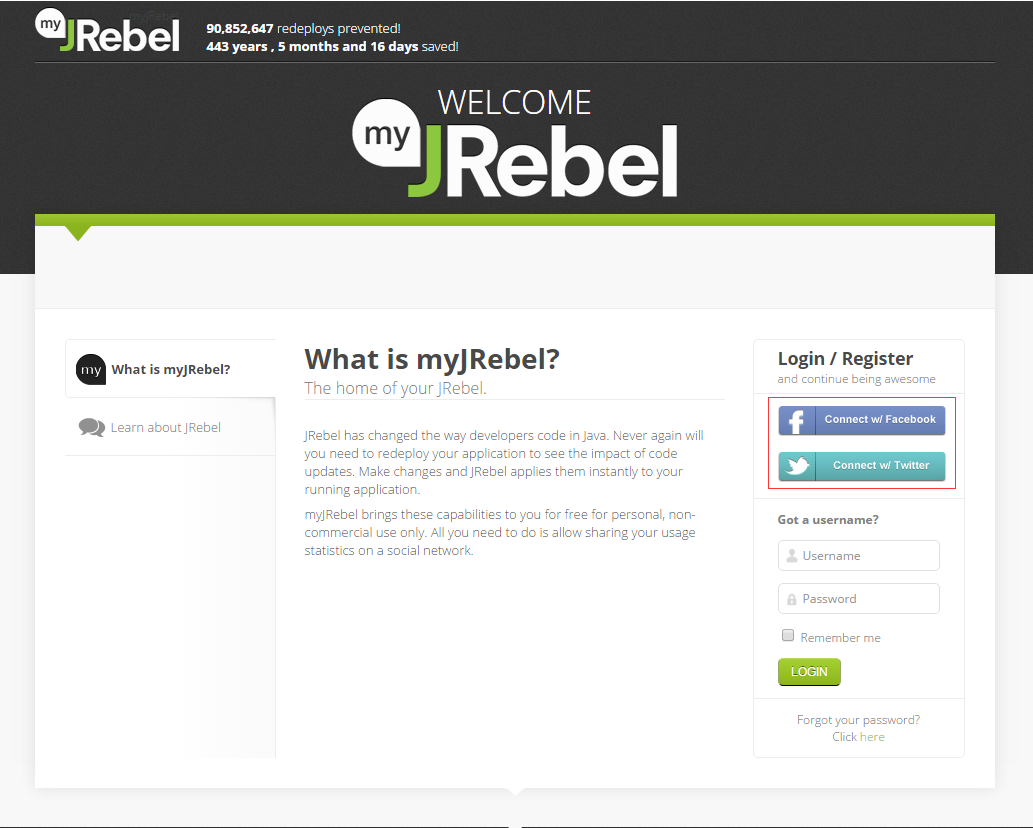 my JRebel
90,852,647 redeploys prevented!
443 years , 5 months and 16 days saved!
WELCOME
my JRebel
my What is myJRebel?
Learn about JRebel
What is myJRebel?
The home of your JRebel.
JRebel has changed the way developers code in Java. Never again will
you need to redeploy your application to see the impact of code
updates. Make changes and JRebel applies them instantly to your
running application.
myJRebel brings these capabilities to you for free for personal, non-
commercial use only. All you need to do is allow sharing your usage
statistics on a social network.
Login / Register
and continue being awesome
f Connect w/ Facebook
Connect w/ Twitter
Got a username?
Username
Password
Remember me
LOGIN
Forgot your password?
Click here